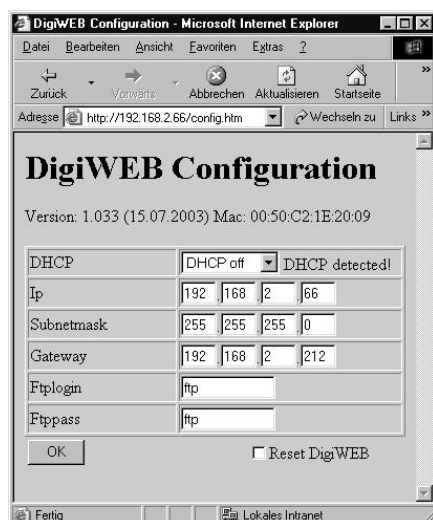 DigiWEB Configuration - Microsoft Internet Explorer
Datei Bearbeiten Ansicht Favoriten Extras ?
Zurück Vorwärts Abbrechen Aktualisieren Startseite »
Adresse http://192.168.2.66/config.htm Wechseln zu Links »
DigiWEB Configuration
Version: 1.033 (15.07.2003) Mac: 00:50:C2:1E:20:09
DHCP DHCP off DHCP detected!
Ip 192 .168 .2 .66
Subnetmask 255 .255 .255 .0
Gateway 192 .168 .2 .212
Ftplogin ftp
Ftppass ftp
OK Reset DigiWEB
Fertig Lokales Intranet